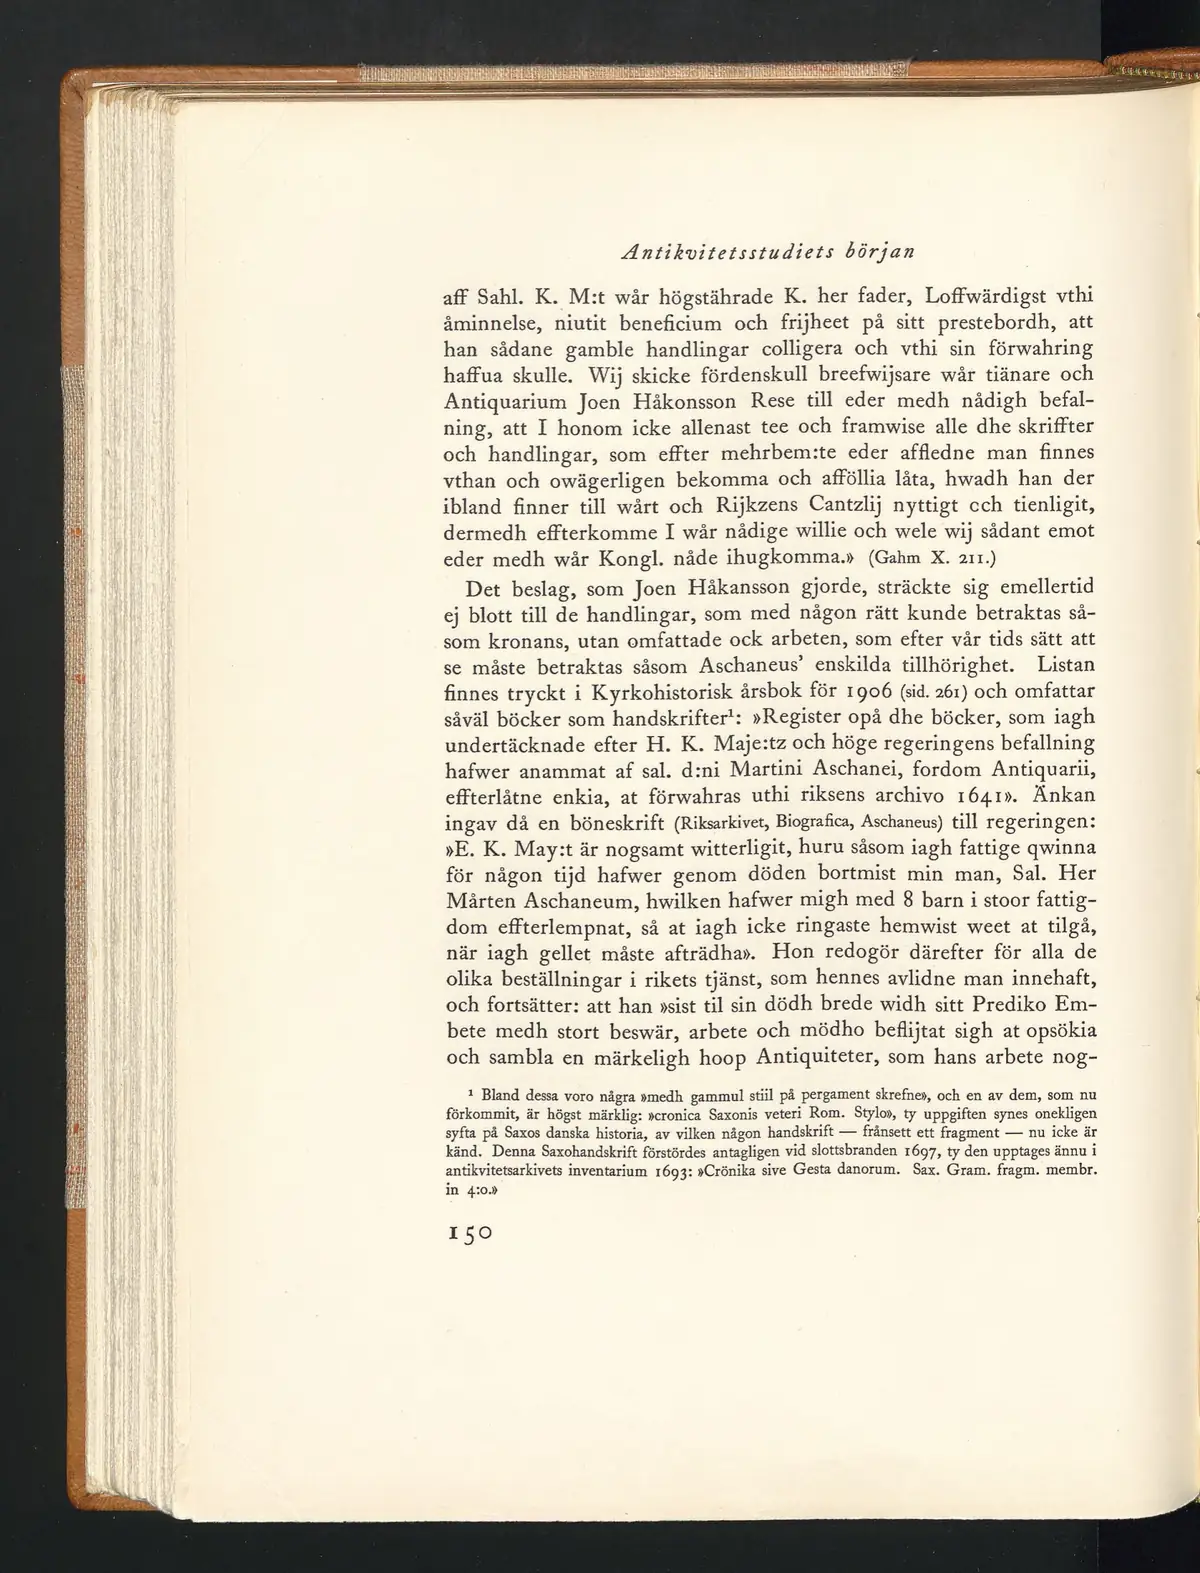 Antikvitetsstudiets början
aff Sahl. K. M:t wår högstährade K. her fader, Loffwärdigst vthi
åminnelse, niutit beneficium och frijheet på sitt prestebordh, att
han sådane gamble handlingar colligera och vthi sin förwahring
haffua skulle. Wij skicke fördenskull breefwijsare wår tiänare och
Antiquarium Joen Håkonsson Rese till eder medh nådigh befal-
ning, att I honom icke allenast tee och framwise alle dhe skriffter
och handlingar, som effter mehrbem:te eder affledne man finnes
vthan och owägerligen bekomma och afföllia låta, hwadh han der
ibland finner till wårt och Rijkzens Cantzlij nyttigt cch tienligit,
dermedh effterkomme I wår nådige willie och wele wij sådant emot
eder medh wår Kongl. nåde ihugkomma.» (Gahm X. 211.)
Det beslag, som Joen Håkansson gjorde, sträckte sig emellertid
ej blott till de handlingar, som med någon rätt kunde betraktas så-
som kronans, utan omfattade ock arbeten, som efter vår tids sätt att
se måste betraktas såsom Aschaneus’ enskilda tillhörighet. Listan
finnes tryckt i Kyrkohistorisk årsbok för 1906 (sid. 261) och omfattar
såväl böcker som handskrifter¹: »Register opå dhe böcker, som iagh
undertäcknade efter H. K. Maje:tz och höge regeringens befallning
hafwer anammat af sal. d:ni Martini Aschanei, fordom Antiquarii,
effterlåtne enkia, at förwahras uthi riksens archivo 1641». Änkan
ingav då en böneskrift (Riksarkivet, Biografica, Aschaneus) till regeringen:
»E. K. May:t är nogsamt witterligit, huru såsom iagh fattige qwinna
för någon tijd hafwer genom döden bortmist min man, Sal. Her
Mårten Aschaneum, hwilken hafwer migh med 8 barn i stoor fattig-
dom effterlempnat, så at iagh icke ringaste hemwist weet at tilgå,
när iagh gellet måste afträdha». Hon redogör därefter för alla de
olika beställningar i rikets tjänst, som hennes avlidne man innehaft,
och fortsätter: att han »sist til sin dödh brede widh sitt Prediko Em-
bete medh stort beswär, arbete och mödho beflijtat sigh at opsökia
och sambla en märkeligh hoop Antiquiteter, som hans arbete nog-
¹ Bland dessa voro några »medh gammul stiil på pergament skrefne», och en av dem, som nu
förkommit, är högst märklig: »cronica Saxonis veteri Rom. Stylo», ty uppgiften synes onekligen
syfta på Saxos danska historia, av vilken någon handskrift — frånsett ett fragment — nu icke är
känd. Denna Saxohandskrift förstördes antagligen vid slottsbranden 1697, ty den upptages ännu i
antikvitetsarkivets inventarium 1693: »Crönika sive Gesta danorum. Sax. Gram. fragm. membr.
in 4:o.»
150